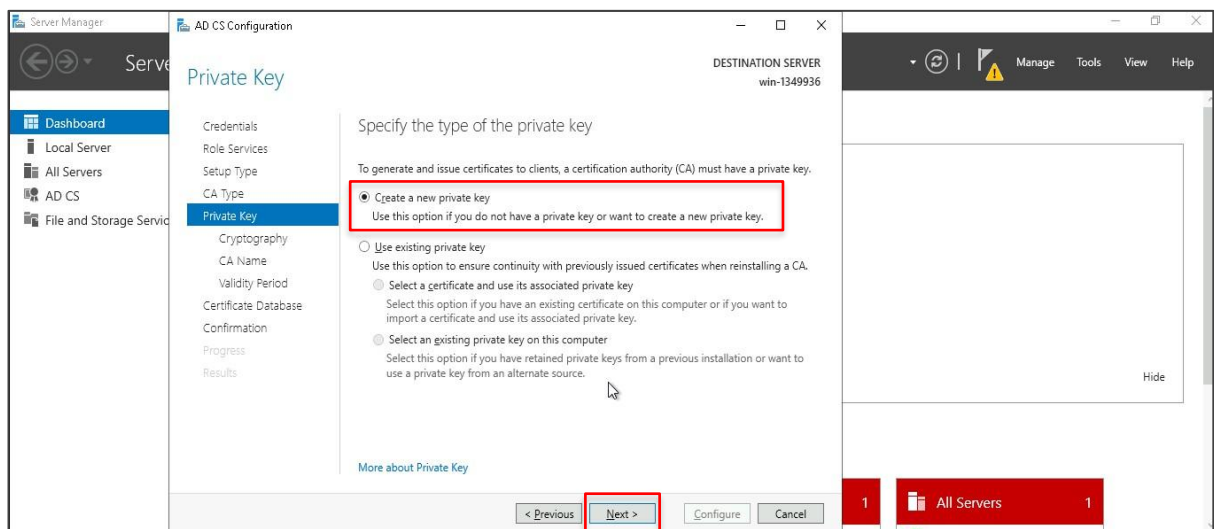 Server Manager
AD CS Configuration
Serve
Manage Tools View Help
Private Key
DESTINATION SERVER
win-1349936
Dashboard
Local Server
All Servers
AD CS
File and Storage Servic
Credentials
Role Services
Setup Type
CA Type
Private Key
Cryptography
CA Name
Validity Period
Certificate Database
Confirmation
Progress
Results
Specify the type of the private key
To generate and issue certificates to clients, a certification authority (CA) must have a private key.
Create a new private key
Use this option if you do not have a private key or want to create a new private key.
Use existing private key
Use this option to ensure continuity with previously issued certificates when reinstalling a CA.
Select a certificate and use its associated private key
Select this option if you have an existing certificate on this computer or if you want to
import a certificate and use its associated private key.
Select an existing private key on this computer
Select this option if you have retained private keys from a previous installation or want to
use a private key from an alternate source.
More about Private Key
< Previous Next > Configure Cancel
Hide
1
All Servers 1